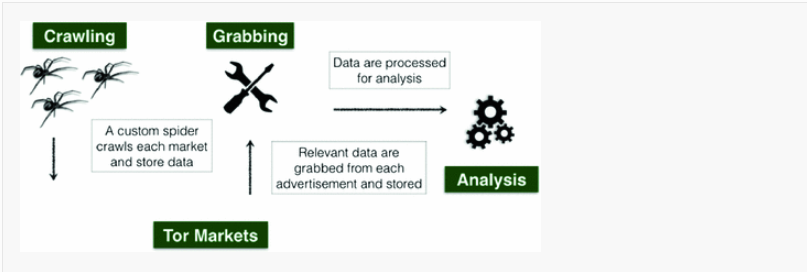 Crawling
Grabbing
Data are processed
for analysis
A custom spider
crawls each market
and store data
Relevant data are
grabbed from each
advertisement and stored
Analysis
Tor Markets